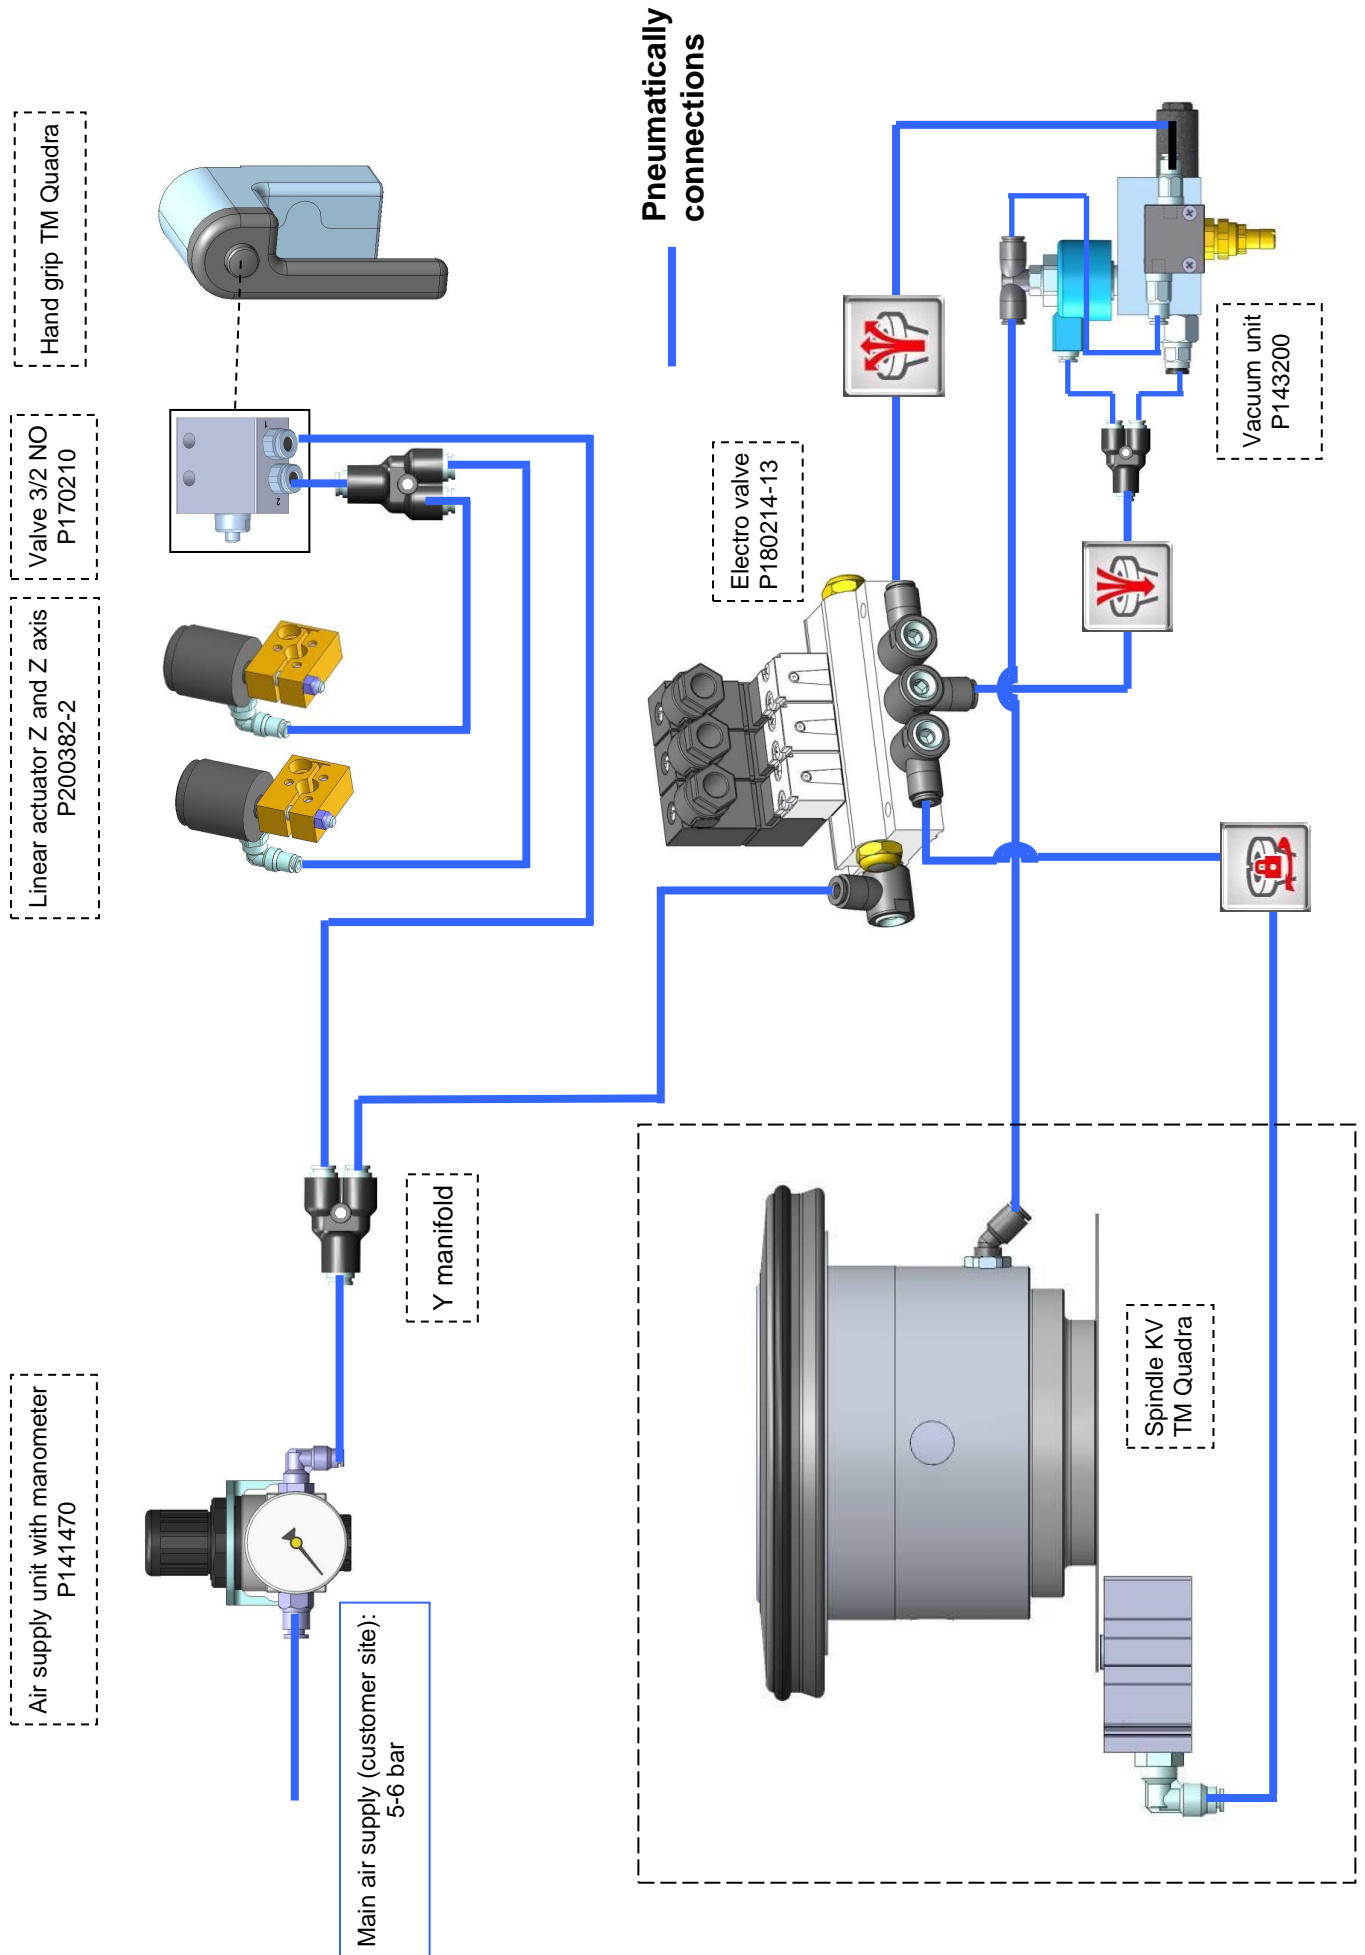 Air supply unit with manometer
P141470
Linear actuator Z and Z axis
P200382-2
Valve 3/2 NO
P170210
Hand grip TM Quadra
1
2
Main air supply (customer site):
5-6 bar
Y manifold
Pneumatically
connections
Electro valve
P180214-13
Spindle KV
TM Quadra
Vacuum unit
P143200